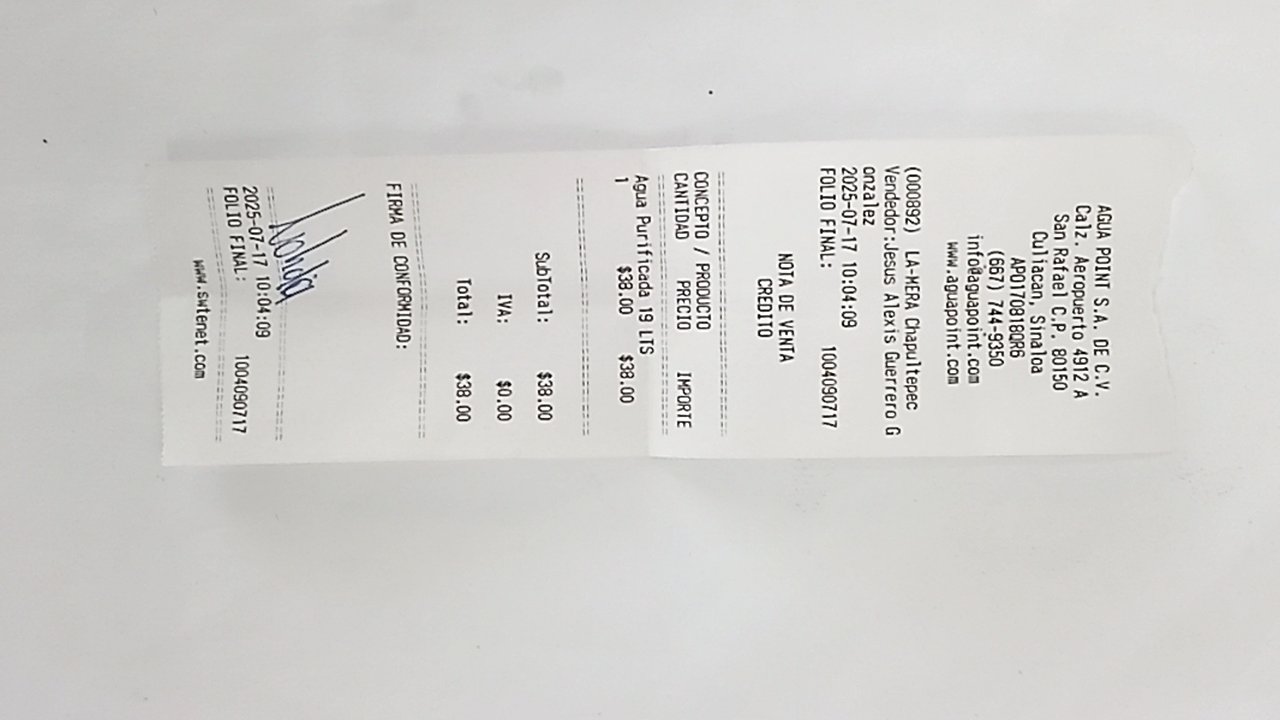 AGUA POINT S.A. DE C.V.
Calz. Aeropuerto 4912 A
San Rafael C.P. 80150
Culiacan, Sinaloa
APO170818QR6
(667) 744-9350
info@aguapoint.com
www.aguapoint.com
(000892) LA-MERA Chapultepec
Vendedor:Jesus Alexis Guerrero G
onzalez
2025-07-17 10:04:09
FOLIO FINAL: 1004090717
NOTA DE VENTA
CREDITO
CONCEPTO / PRODUCTO
CANTIDAD PRECIO IMPORTE
Agua Purificada 19 LTS
1 $38.00 $38.00
SubTotal: $38.00
IVA: $0.00
Total: $38.00
FIRMA DE CONFORMIDAD:
2025-07-17 10:04:09
FOLIO FINAL: 1004090717
www.swtenet.com